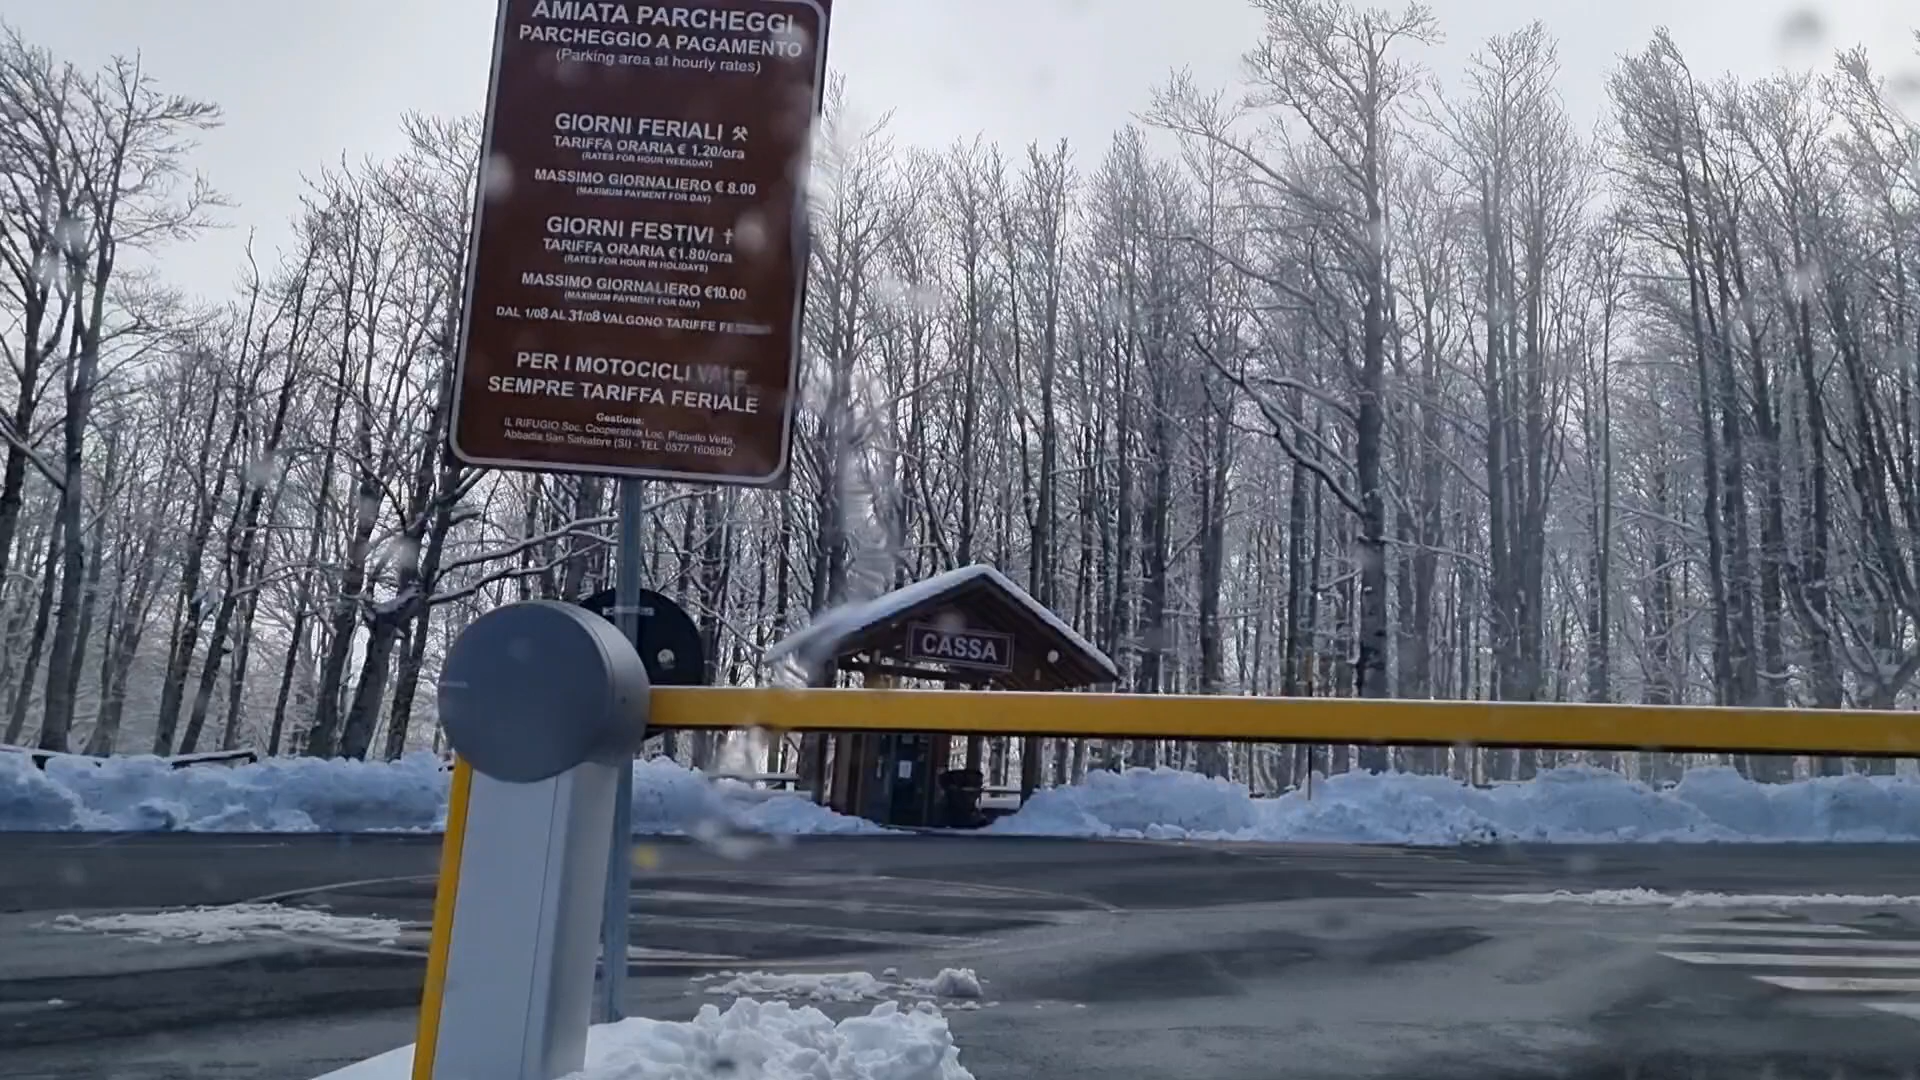 AMIATA PARCHEGGI
PARCHEGGIO A PAGAMENTO
(Parking area at hourly rates)
GIORNI FERIALI
TARIFFA ORARIA € 1.20/ora
(RATES FOR HOUR WEEKDAY)
MASSIMO GIORNALIERO € 8.00
(MAXIMUM PAYMENT FOR DAY)
GIORNI FESTIVI
TARIFFA ORARIA €1.80/ora
(RATES FOR HOUR IN HOLIDAYS)
MASSIMO GIORNALIERO €10.00
(MAXIMUM PAYMENT FOR DAY)
DAL 1/08 AL 31/08 VALGONO TARIFFE
PER I MOTOCICLI VALE
SEMPRE TARIFFA FERIALE
Gestione:
IL RIFUGIO Soc. Cooperativa Loc. Pianello Vetta
Abbadia San Salvatore (SI) - TEL. 0577 1606942
CASSA